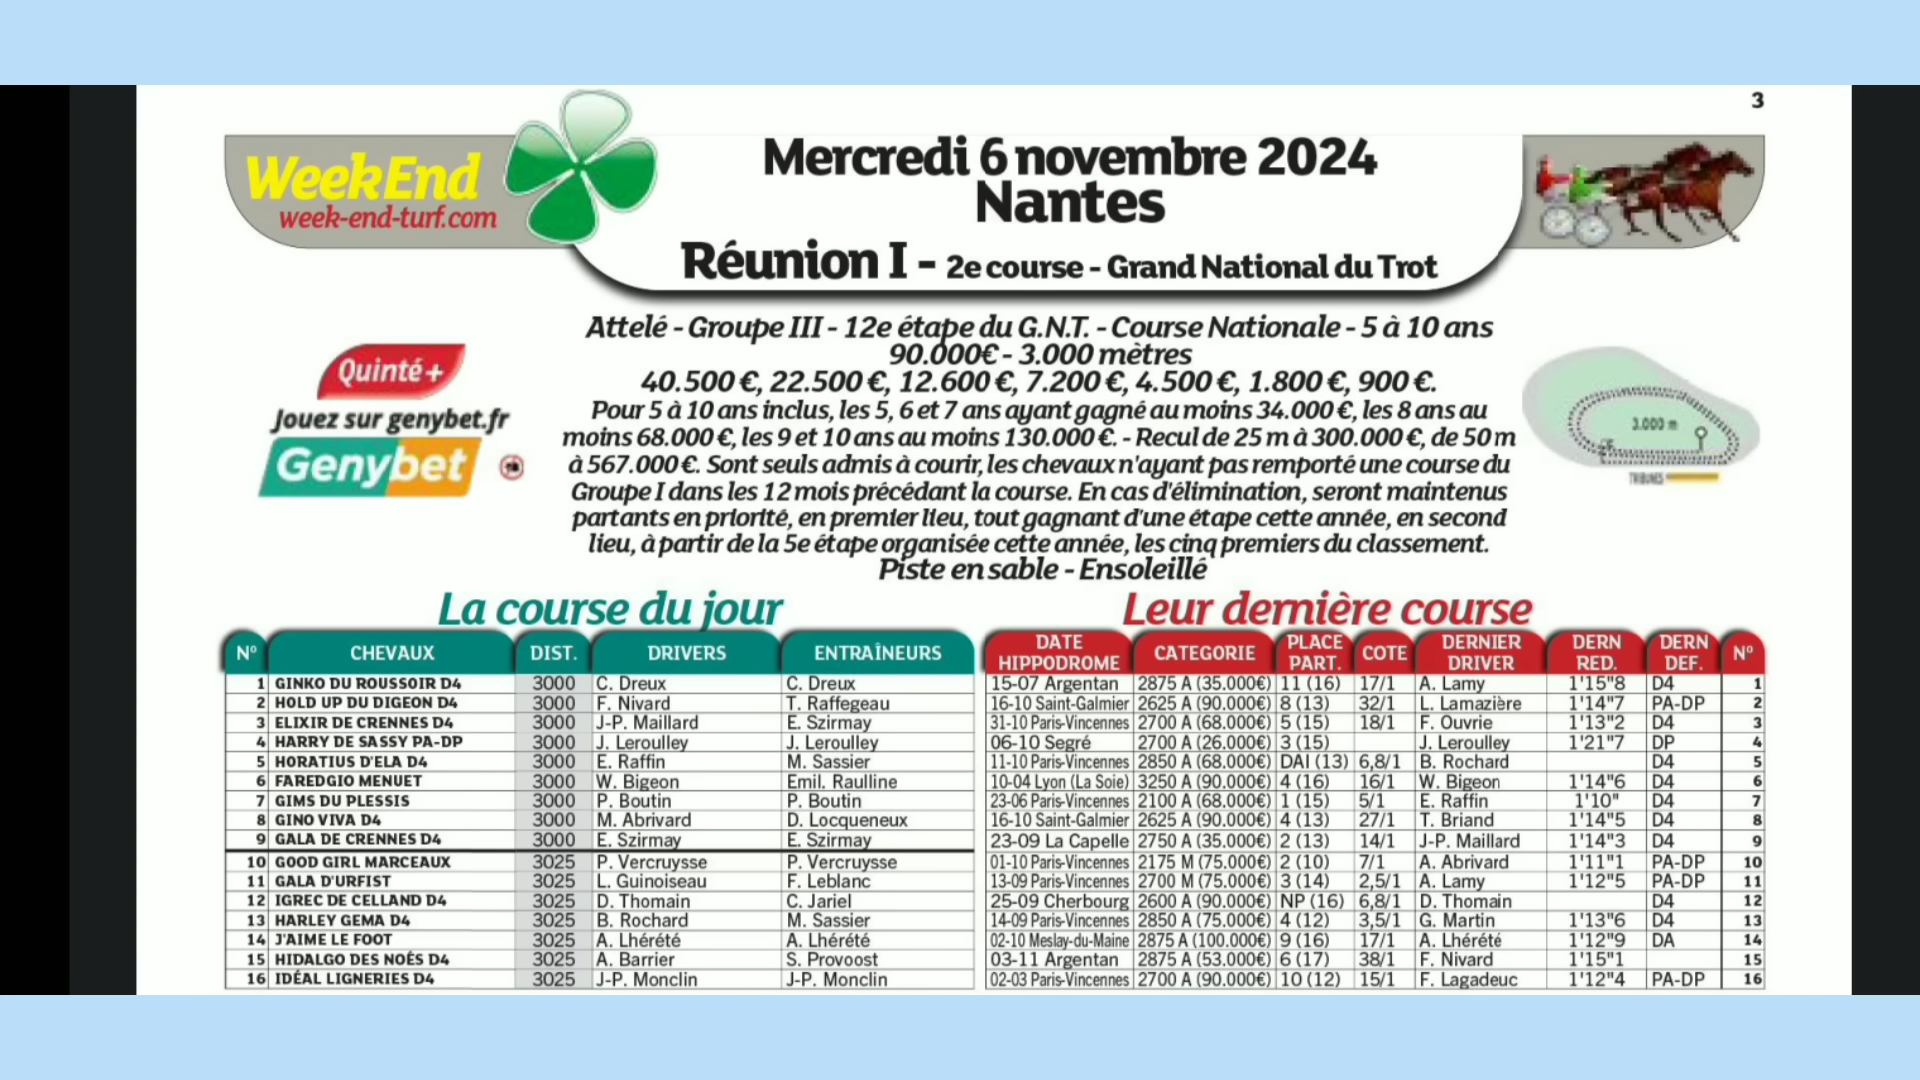 3
WeekEnd
week-end-turf.com
Mercredi 6 novembre 2024
Nantes
Réunion I - 2e course - Grand National du Trot
Attelé - Groupe III - 12e étape du G.N.T. - Course Nationale - 5 à 10 ans
90.000€ - 3.000 mètres
40.500 €, 22.500 €, 12.600 €, 7.200 €, 4.500 €, 1.800 €, 900 €.
Pour 5 à 10 ans inclus, les 5, 6 et 7 ans ayant gagné au moins 34.000 €, les 8 ans au
moins 68.000 €, les 9 et 10 ans au moins 130.000 €. - Recul de 25 m à 300.000 €, de 50 m
à 567.000 €. Sont seuls admis à courir, les chevaux n'ayant pas remporté une course du
Groupe I dans les 12 mois précédant la course. En cas d'élimination, seront maintenus
partants en priorité, en premier lieu, tout gagnant d'une étape cette année, en second
lieu, à partir de la 5e étape organisée cette année, les cinq premiers du classement.
Piste en sable - Ensoleillé
Quinté+
Jouez sur genybet.fr
Genybet
3.000 m
TRIBUNES
La course du jour
Leur dernière course
N° CHEVAUX DIST. DRIVERS ENTRAÎNEURS DATE HIPPODROME CATEGORIE PLACE PART. COTE DERNIER DRIVER DERN RED. DERN DEF. N°
1 GINKO DU ROUSSOIR D4 3000 C. Dreux C. Dreux 15-07 Argentan 2875 A (35.000€) 11 (16) 17/1 A. Lamy 1'15"8 D4 1
2 HOLD UP DU DIGEON D4 3000 F. Nivard T. Raffegeau 16-10 Saint-Galmier 2625 A (90.000€) 8 (13) 32/1 L. Lamazière 1'14"7 PA-DP 2
3 ELIXIR DE CRENNES D4 3000 J-P. Maillard E. Szirmay 31-10 Paris-Vincennes 2700 A (68.000€) 5 (15) 18/1 F. Ouvrie 1'13"2 D4 3
4 HARRY DE SASSY PA-DP 3000 J. Leroulley J. Leroulley 06-10 Segré 2700 A (26.000€) 3 (15) J. Leroulley 1'21"7 DP 4
5 HORATIUS D'ELA D4 3000 E. Raffin M. Sassier 11-10 Paris-Vincennes 2850 A (68.000€) DAI (13) 6,8/1 B. Rochard D4 5
6 FAREDGIO MENUET 3000 W. Bigeon Emil. Raulline 10-04 Lyon (La Soie) 3250 A (90.000€) 4 (16) 16/1 W. Bigeon 1'14"6 D4 6
7 GIMS DU PLESSIS 3000 P. Boutin P. Boutin 23-06 Paris-Vincennes 2100 A (68.000€) 1 (15) 5/1 E. Raffin 1'10" D4 7
8 GINO VIVA D4 3000 M. Abrivard D. Locqueneux 16-10 Saint-Galmier 2625 A (90.000€) 4 (13) 27/1 T. Briand 1'14"5 D4 8
9 GALA DE CRENNES D4 3000 E. Szirmay E. Szirmay 23-09 La Capelle 2750 A (35.000€) 2 (13) 14/1 J-P. Maillard 1'14"3 D4 9
10 GOOD GIRL MARCEAUX 3025 P. Vercruysse P. Vercruysse 01-10 Paris-Vincennes 2175 M (75.000€) 2 (10) 7/1 A. Abrivard 1'11"1 PA-DP 10
11 GALA D'URFIST 3025 L. Guinoiseau F. Leblanc 13-09 Paris-Vincennes 2700 M (75.000€) 3 (14) 2,5/1 A. Lamy 1'12"5 PA-DP 11
12 IGREC DE CELLAND D4 3025 D. Thomain C. Jariel 25-09 Cherbourg 2600 A (90.000€) NP (16) 6,8/1 D. Thomain D4 12
13 HARLEY GEMA D4 3025 B. Rochard M. Sassier 14-09 Paris-Vincennes 2850 A (75.000€) 4 (12) 3,5/1 G. Martin 1'13"6 D4 13
14 J'AIME LE FOOT 3025 A. Lhérété A. Lhérété 02-10 Meslay-du-Maine 2875 A (100.000€) 9 (16) 17/1 A. Lhérété 1'12"9 DA 14
15 HIDALGO DES NOÉS D4 3025 A. Barrier S. Provoost 03-11 Argentan 2875 A (53.000€) 6 (17) 38/1 F. Nivard 1'15"1 15
16 IDÉAL LIGNERIES D4 3025 J-P. Monclin J-P. Monclin 02-03 Paris-Vincennes 2700 A (90.000€) 10 (12) 15/1 F. Lagadeuc 1'12"4 PA-DP 16